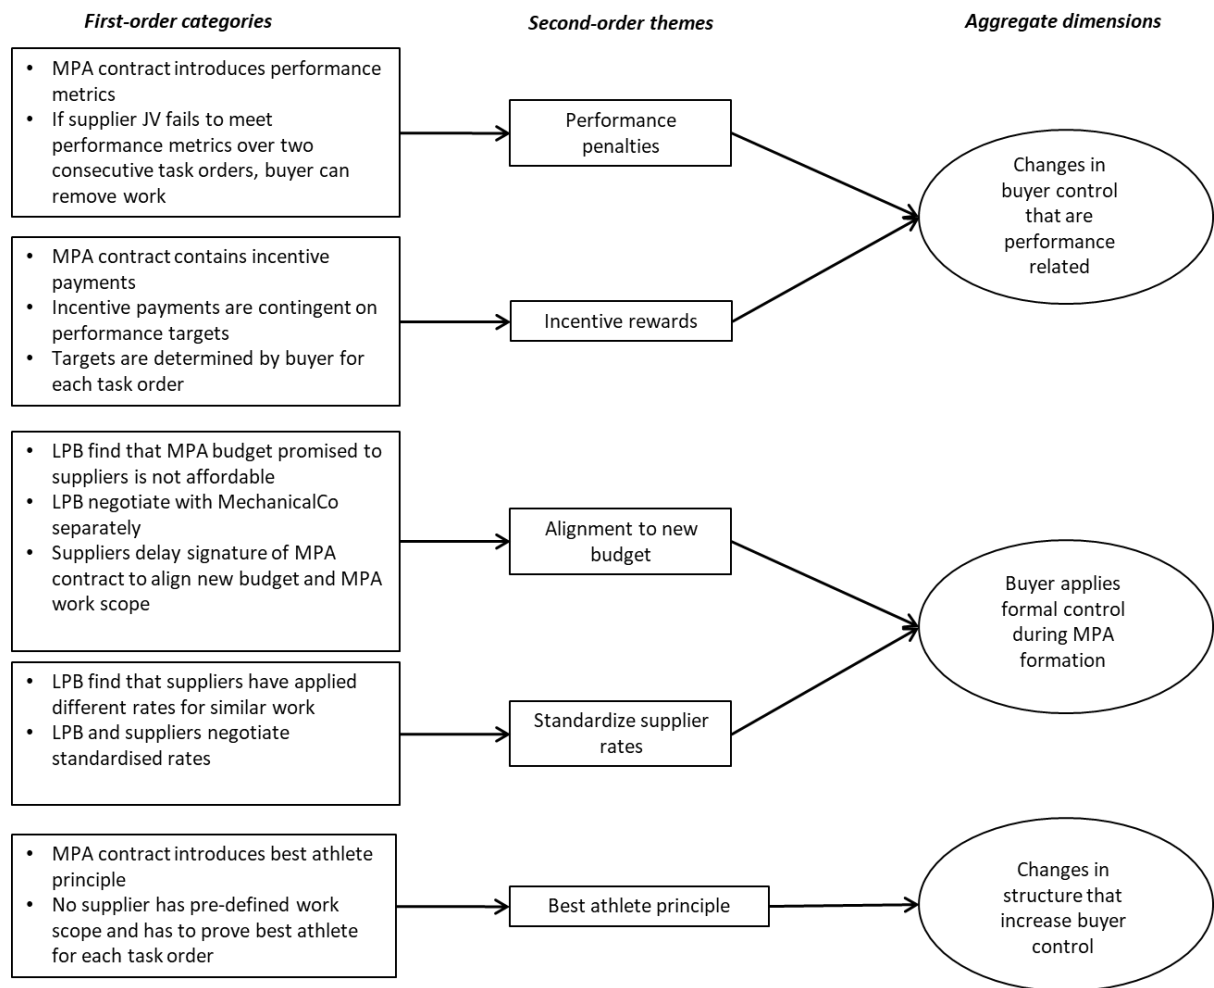 First-order categories
Second-order themes
Aggregate dimensions
• MPA contract introduces performance
metrics
• If supplier JV fails to meet
performance metrics over two
consecutive task orders, buyer can
remove work
Performance
penalties
Changes in
buyer control
that are
performance
related
• MPA contract contains incentive
payments
• Incentive payments are contingent on
performance targets
• Targets are determined by buyer for
each task order
Incentive rewards
• LPB find that MPA budget promised to
suppliers is not affordable
• LPB negotiate with MechanicalCo
separately
• Suppliers delay signature of MPA
contract to align new budget and MPA
work scope
Alignment to new
budget
Buyer applies
formal control
during MPA
formation
• LPB find that suppliers have applied
different rates for similar work
• LPB and suppliers negotiate
standardised rates
Standardize supplier
rates
• MPA contract introduces best athlete
principle
• No supplier has pre-defined work
scope and has to prove best athlete
for each task order
Best athlete principle
Changes in
structure that
increase buyer
control